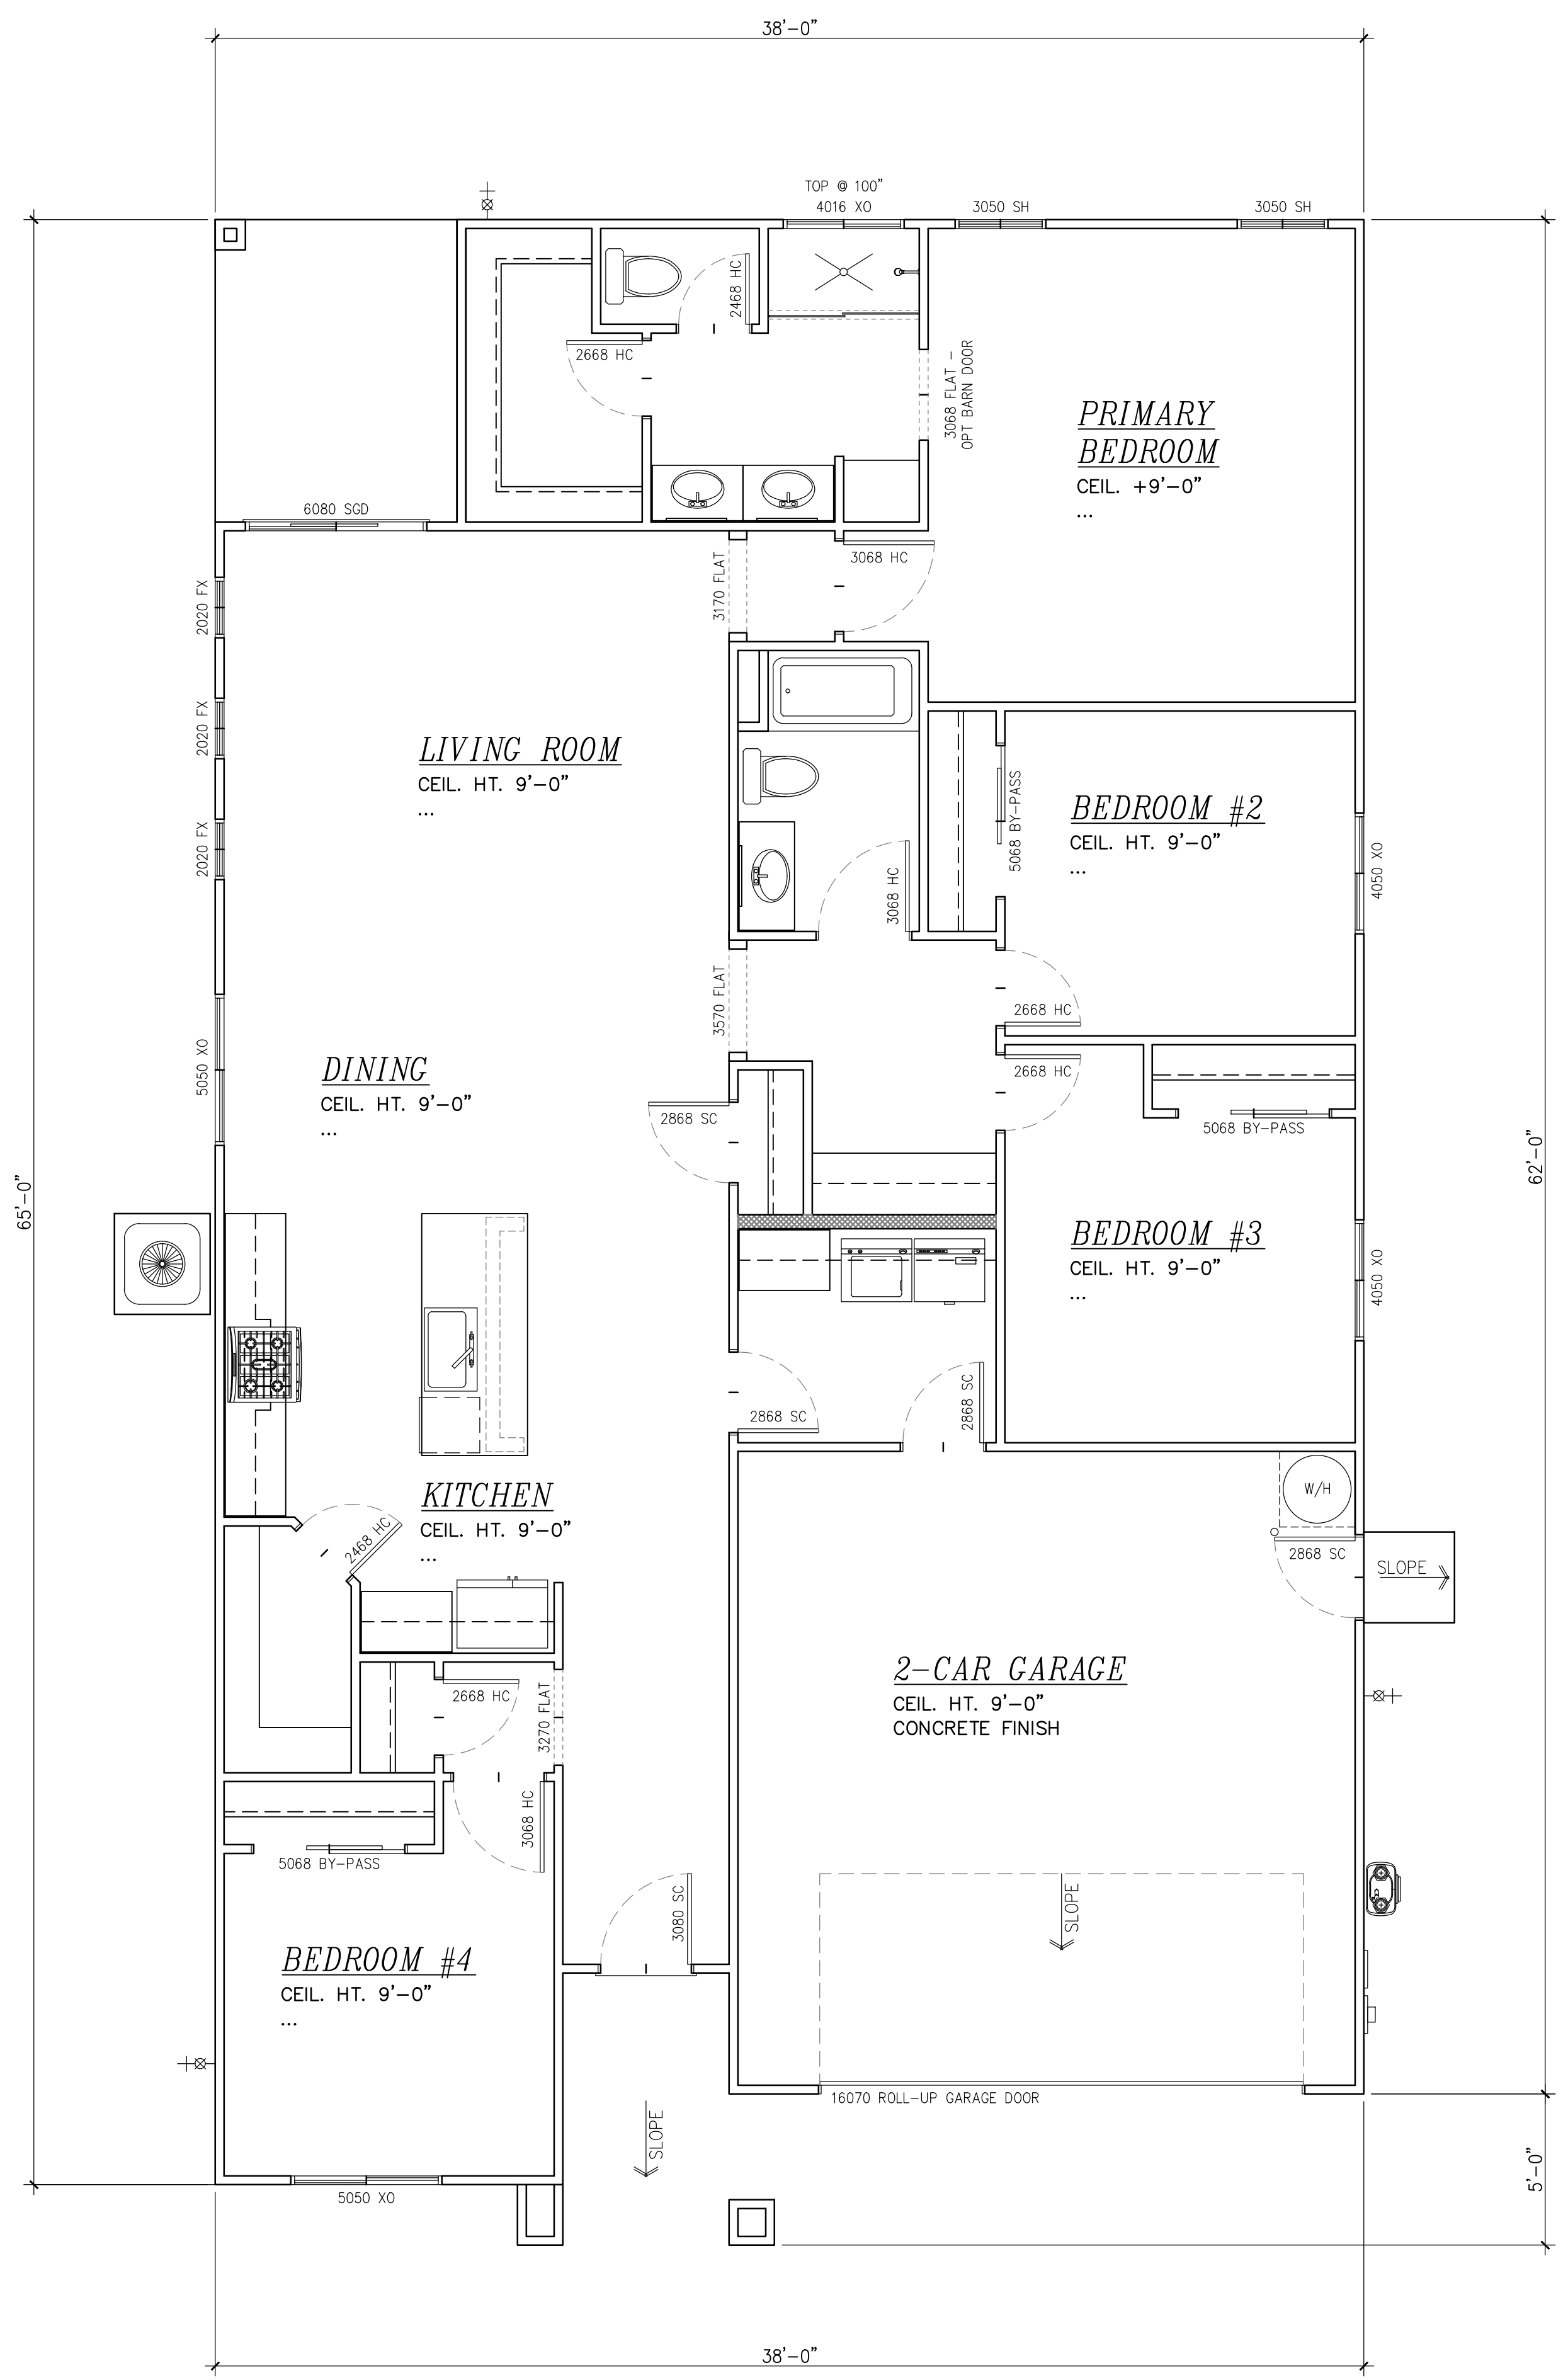 38'-0"
TOP @ 100"
4016 XO
3050 SH
3050 SH
2468 HC
2668 HC
3068 FLAT -
OPT BARN DOOR
PRIMARY
BEDROOM
CEIL. +9'-0"
...
6080 SGD
3170 FLAT
3068 HC
2020 FX
2020 FX
2020 FX
LIVING ROOM
CEIL. HT. 9'-0"
...
5068 BY-PASS
BEDROOM #2
CEIL. HT. 9'-0"
...
4050 XO
3068 HC
3570 FLAT
2668 HC
5050 XO
DINING
CEIL. HT. 9'-0"
...
2868 SC
2668 HC
5068 BY-PASS
65'-0"
62'-0"
BEDROOM #3
CEIL. HT. 9'-0"
...
4050 XO
2868 SC
2868 SC
KITCHEN
CEIL. HT. 9'-0"
...
2468 HC
W/H
2868 SC
SLOPE
2-CAR GARAGE
CEIL. HT. 9'-0"
CONCRETE FINISH
2668 HC
3270 FLAT
3068 HC
5068 BY-PASS
3080 SC
SLOPE
BEDROOM #4
CEIL. HT. 9'-0"
...
16070 ROLL-UP GARAGE DOOR
SLOPE
5'-0"
5050 XO
38'-0"